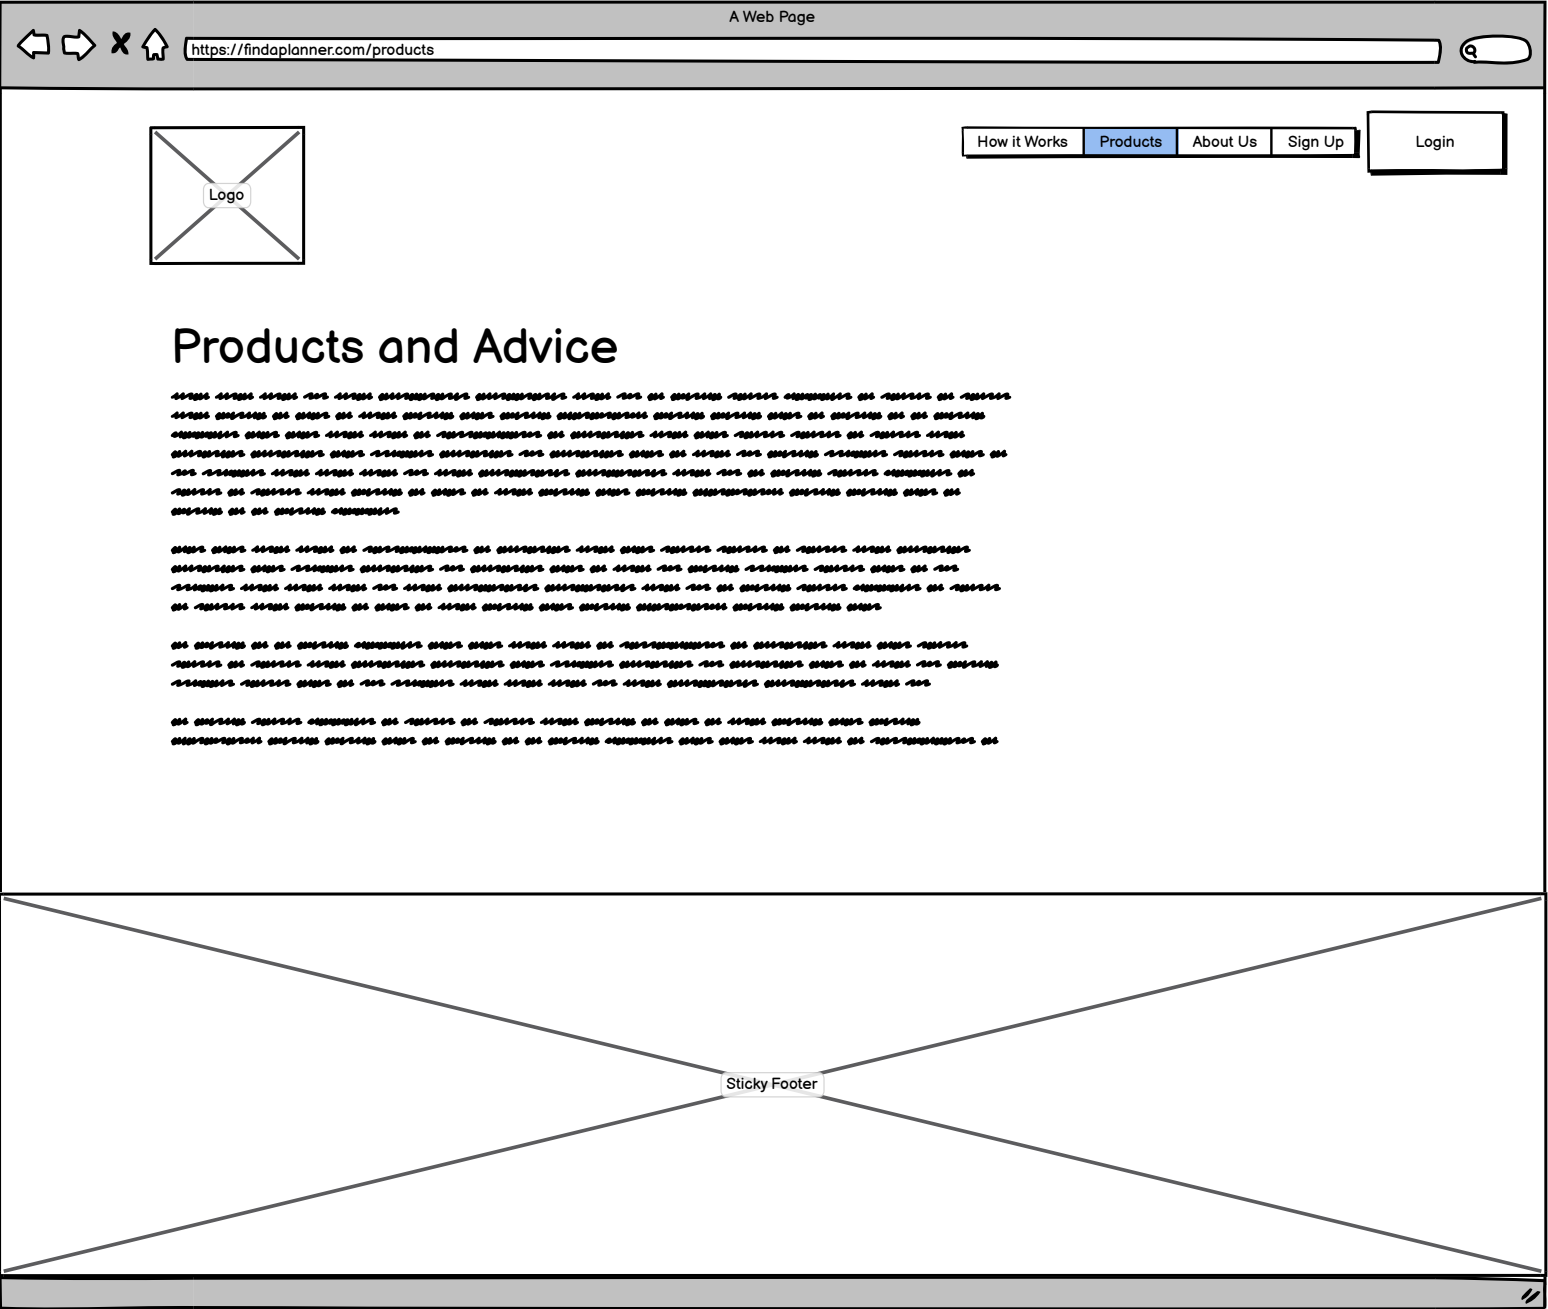 A Web Page
https://findaplanner.com/products
How it Works Products About Us Sign Up Login
Logo
Products and Advice
Sticky Footer